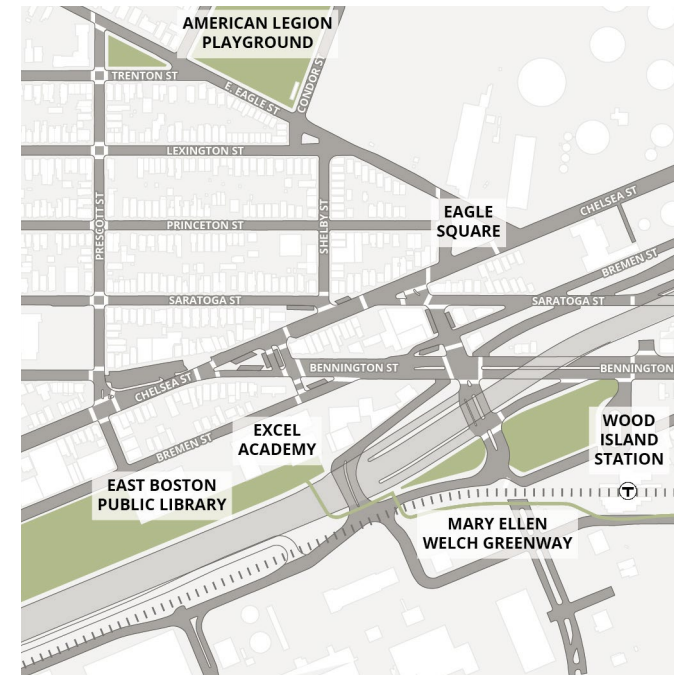 AMERICAN LEGION
PLAYGROUND
TRENTON ST
E. EAGLE ST
CONDOR ST
LEXINGTON ST
PRESCOTT ST
SHELBY ST
PRINCETON ST
EAGLE
SQUARE
CHELSEA ST
BREMEN ST
SARATOGA ST
SARATOGA ST
BENNINGTON ST
BENNINGTON
CHELSEA ST
BREMEN ST
EXCEL
ACADEMY
WOOD
ISLAND
STATION
T
EAST BOSTON
PUBLIC LIBRARY
MARY ELLEN
WELCH GREENWAY